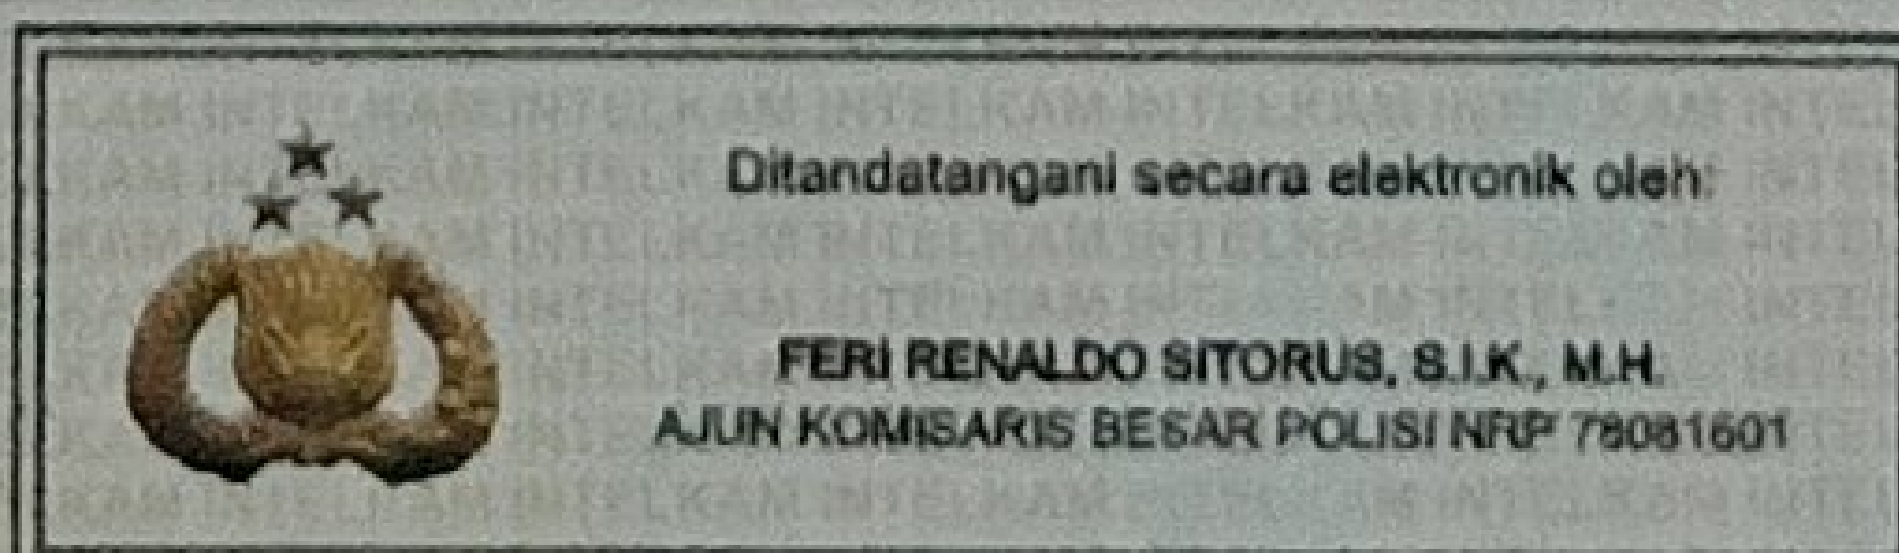 Ditandatangani secara elektronik oleh:
FERI RENALDO SITORUS, S.I.K., M.H.
AJUN KOMISARIS BESAR POLISI NRP 78081601